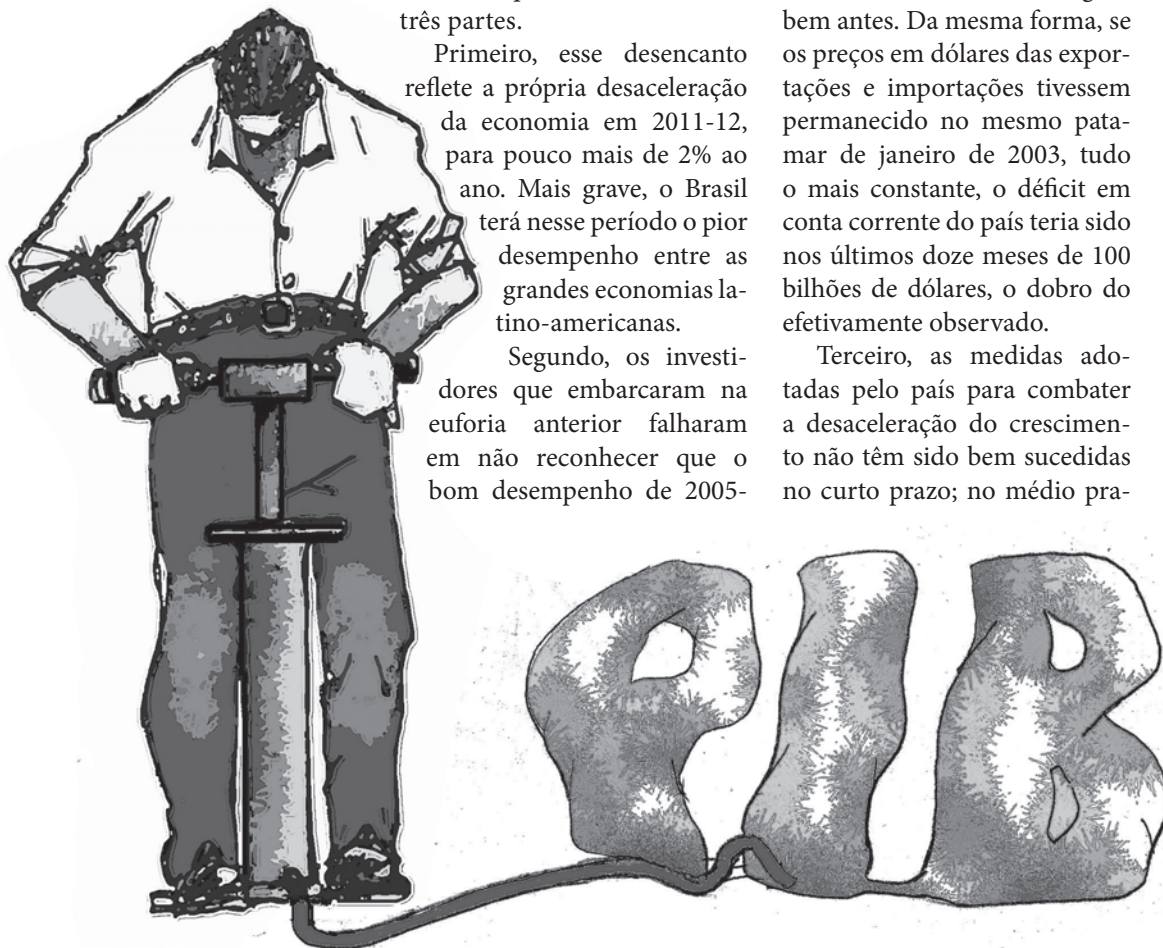 três partes.
Primeiro, esse desencanto
reflete a própria desaceleração
da economia em 2011-12,
para pouco mais de 2% ao
ano. Mais grave, o Brasil
terá nesse período o pior
desempenho entre as
grandes economias la-
tino-americanas.
Segundo, os investi-
dores que embarcaram na
euforia anterior falharam
em não reconhecer que o
bom desempenho de 2005-
bem antes. Da mesma forma, se
os preços em dólares das expor-
tações e importações tivessem
permanecido no mesmo pata-
mar de janeiro de 2003, tudo
o mais constante, o déficit em
conta corrente do país teria sido
nos últimos doze meses de 100
bilhões de dólares, o dobro do
efetivamente observado.
Terceiro, as medidas ado-
tadas pelo país para combater
a desaceleração do crescimen-
to não têm sido bem sucedidas
no curto prazo; no médio pra-
PIB